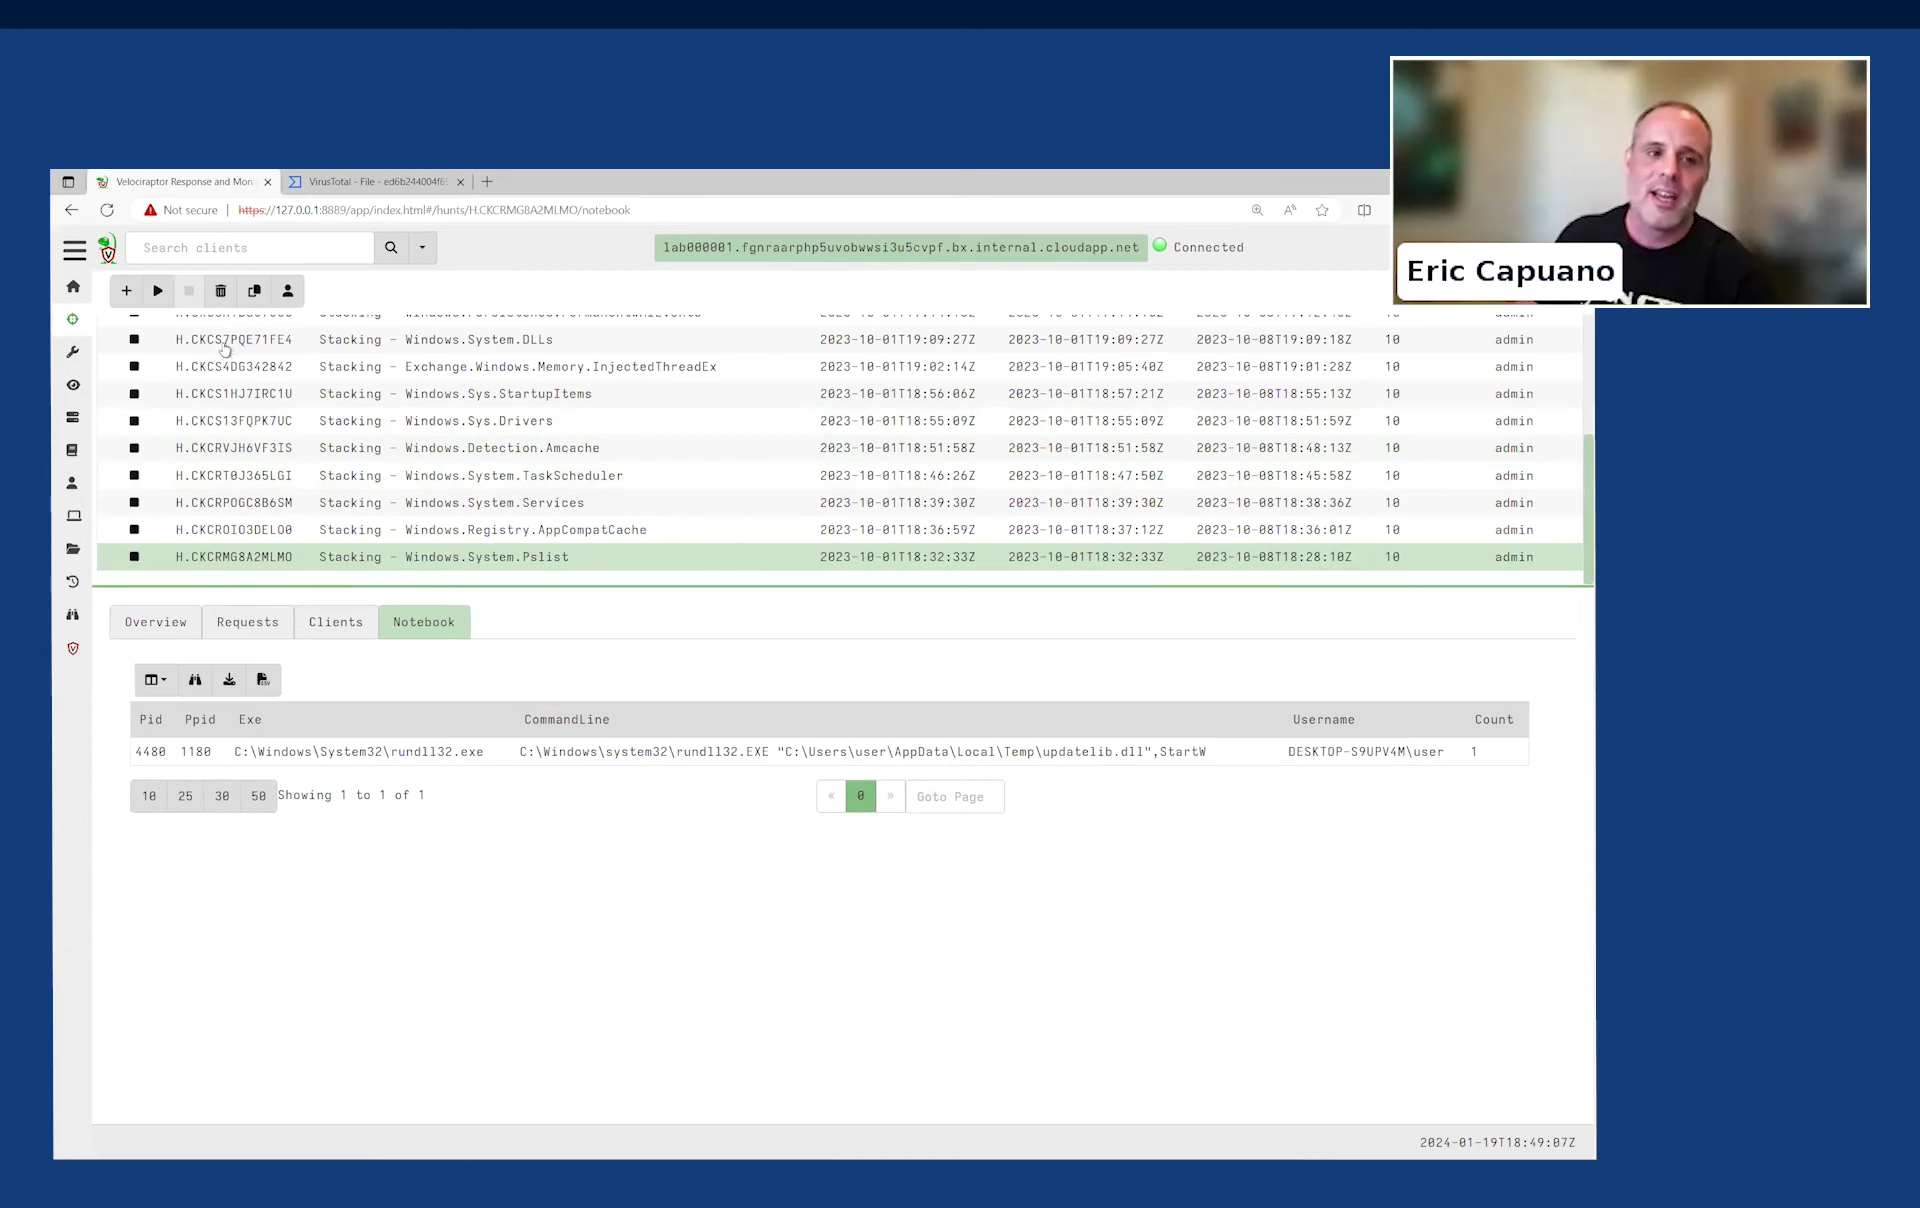 Velociraptor Response and Moni
VirusTotal - File - ed6b244004f6
Not secure | https://127.0.0.1:8889/app/index.html#/hunts/H.CKCRMG8A2MLMO/notebook
Search clients
lab000001.fgnraarphp5uvobwwsi3u5cvpf.bx.internal.cloudapp.net Connected
Eric Capuano
H.CKCS7PQE71FE4 Stacking - Windows.System.DLLs 2023-10-01T19:09:27Z 2023-10-01T19:09:27Z 2023-10-08T19:09:18Z 10 admin
H.CKCS4DG342842 Stacking - Exchange.Windows.Memory.InjectedThreadEx 2023-10-01T19:02:14Z 2023-10-01T19:05:40Z 2023-10-08T19:01:28Z 10 admin
H.CKCS1HJ7IRC1U Stacking - Windows.Sys.StartupItems 2023-10-01T18:56:06Z 2023-10-01T18:57:21Z 2023-10-08T18:55:13Z 10 admin
H.CKCS13FQPK7UC Stacking - Windows.Sys.Drivers 2023-10-01T18:55:09Z 2023-10-01T18:55:09Z 2023-10-08T18:51:59Z 10 admin
H.CKCRVJH6VF3IS Stacking - Windows.Detection.Amcache 2023-10-01T18:51:58Z 2023-10-01T18:51:58Z 2023-10-08T18:48:13Z 10 admin
H.CKCRT0J365LGI Stacking - Windows.System.TaskScheduler 2023-10-01T18:46:26Z 2023-10-01T18:47:50Z 2023-10-08T18:45:58Z 10 admin
H.CKCRPOGC8B6SM Stacking - Windows.System.Services 2023-10-01T18:39:30Z 2023-10-01T18:39:30Z 2023-10-08T18:38:36Z 10 admin
H.CKCROIO3DELO0 Stacking - Windows.Registry.AppCompatCache 2023-10-01T18:36:59Z 2023-10-01T18:37:12Z 2023-10-08T18:36:01Z 10 admin
H.CKCRMG8A2MLMO Stacking - Windows.System.Pslist 2023-10-01T18:32:33Z 2023-10-01T18:32:33Z 2023-10-08T18:28:10Z 10 admin
Overview Requests Clients Notebook
Pid Ppid Exe CommandLine Username Count
4480 1180 C:\Windows\System32\rundll32.exe C:\Windows\system32\rundll32.EXE "C:\Users\user\AppData\Local\Temp\updatelib.dll",StartW DESKTOP-S9UPV4M\user 1
10 25 30 50 Showing 1 to 1 of 1 « 0 » Goto Page
2024-01-19T18:49:07Z